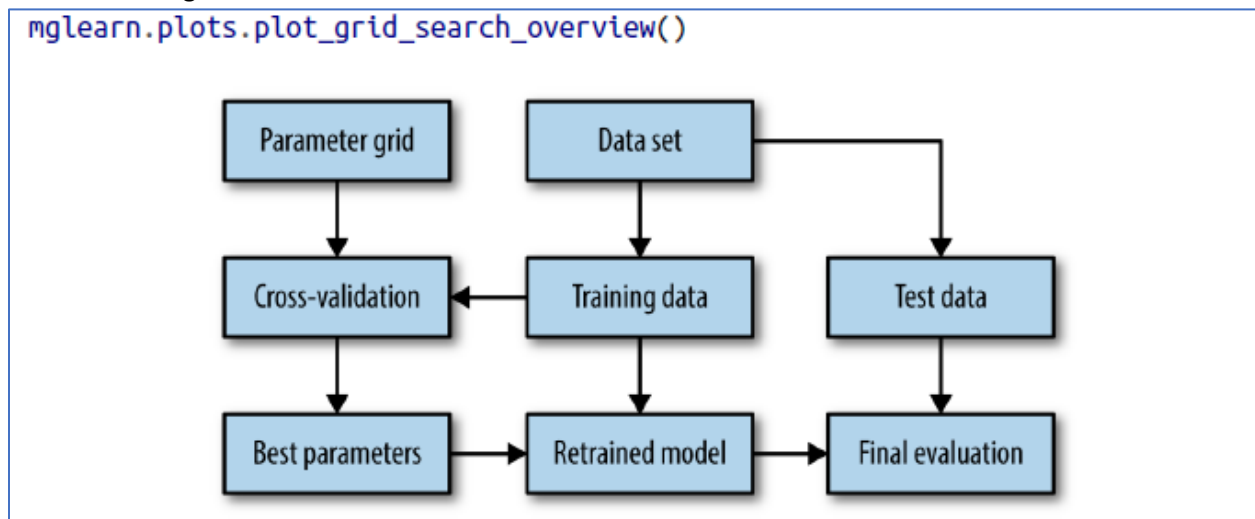 mglearn.plots.plot_grid_search_overview()
Parameter grid
Data set
Cross-validation
Training data
Test data
Best parameters
Retrained model
Final evaluation